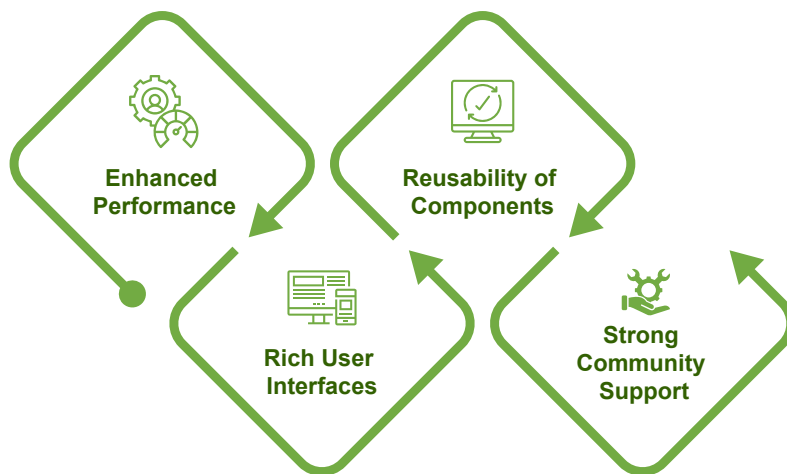 Enhanced
Performance
Rich User
Interfaces
Reusability of
Components
Strong
Community
Support